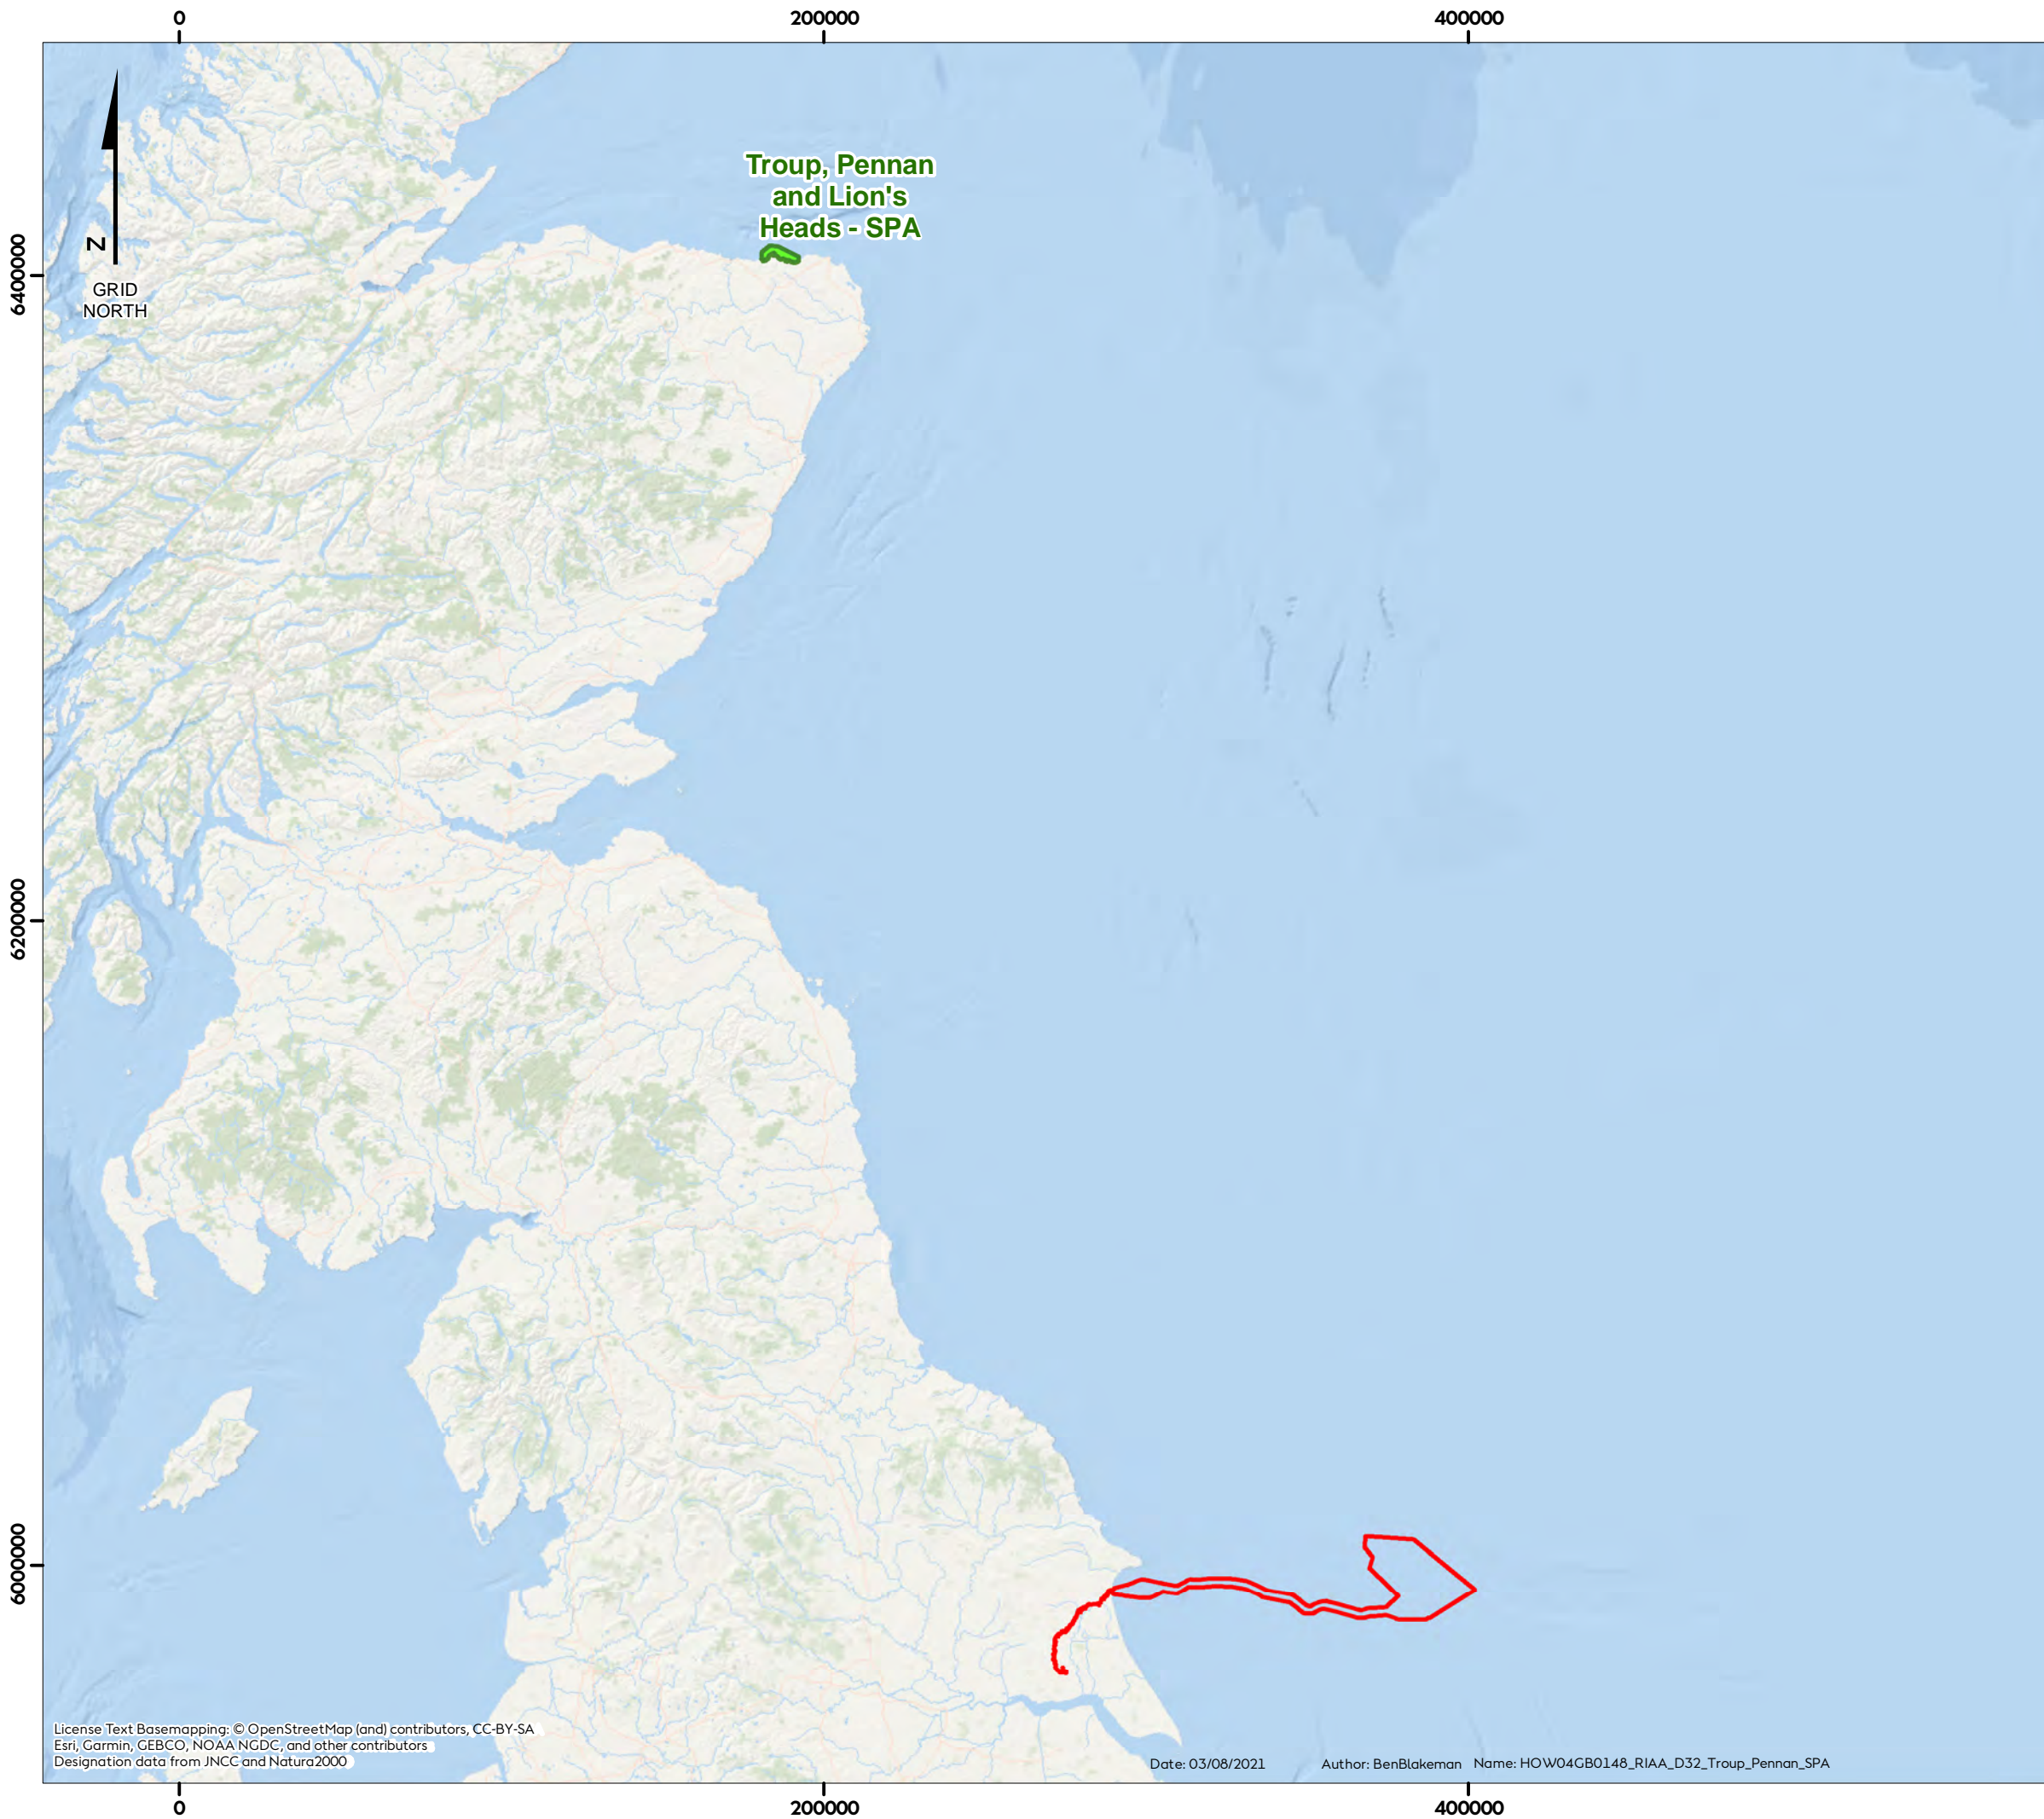 0 200000 400000
Troup, Pennan
and Lion's
Heads - SPA
N
GRID
NORTH
6400000
6200000
6000000
License Text Basemapping: © OpenStreetMap (and) contributors, CC-BY-SA
Esri, Garmin, GEBCO, NOAA NGDC, and other contributors
Designation data from JNCC and Natura2000
Date: 03/08/2021 Author: BenBlakeman Name: HOW04GB0148_RIAA_D32_Troup_Pennan_SPA
0 200000 400000